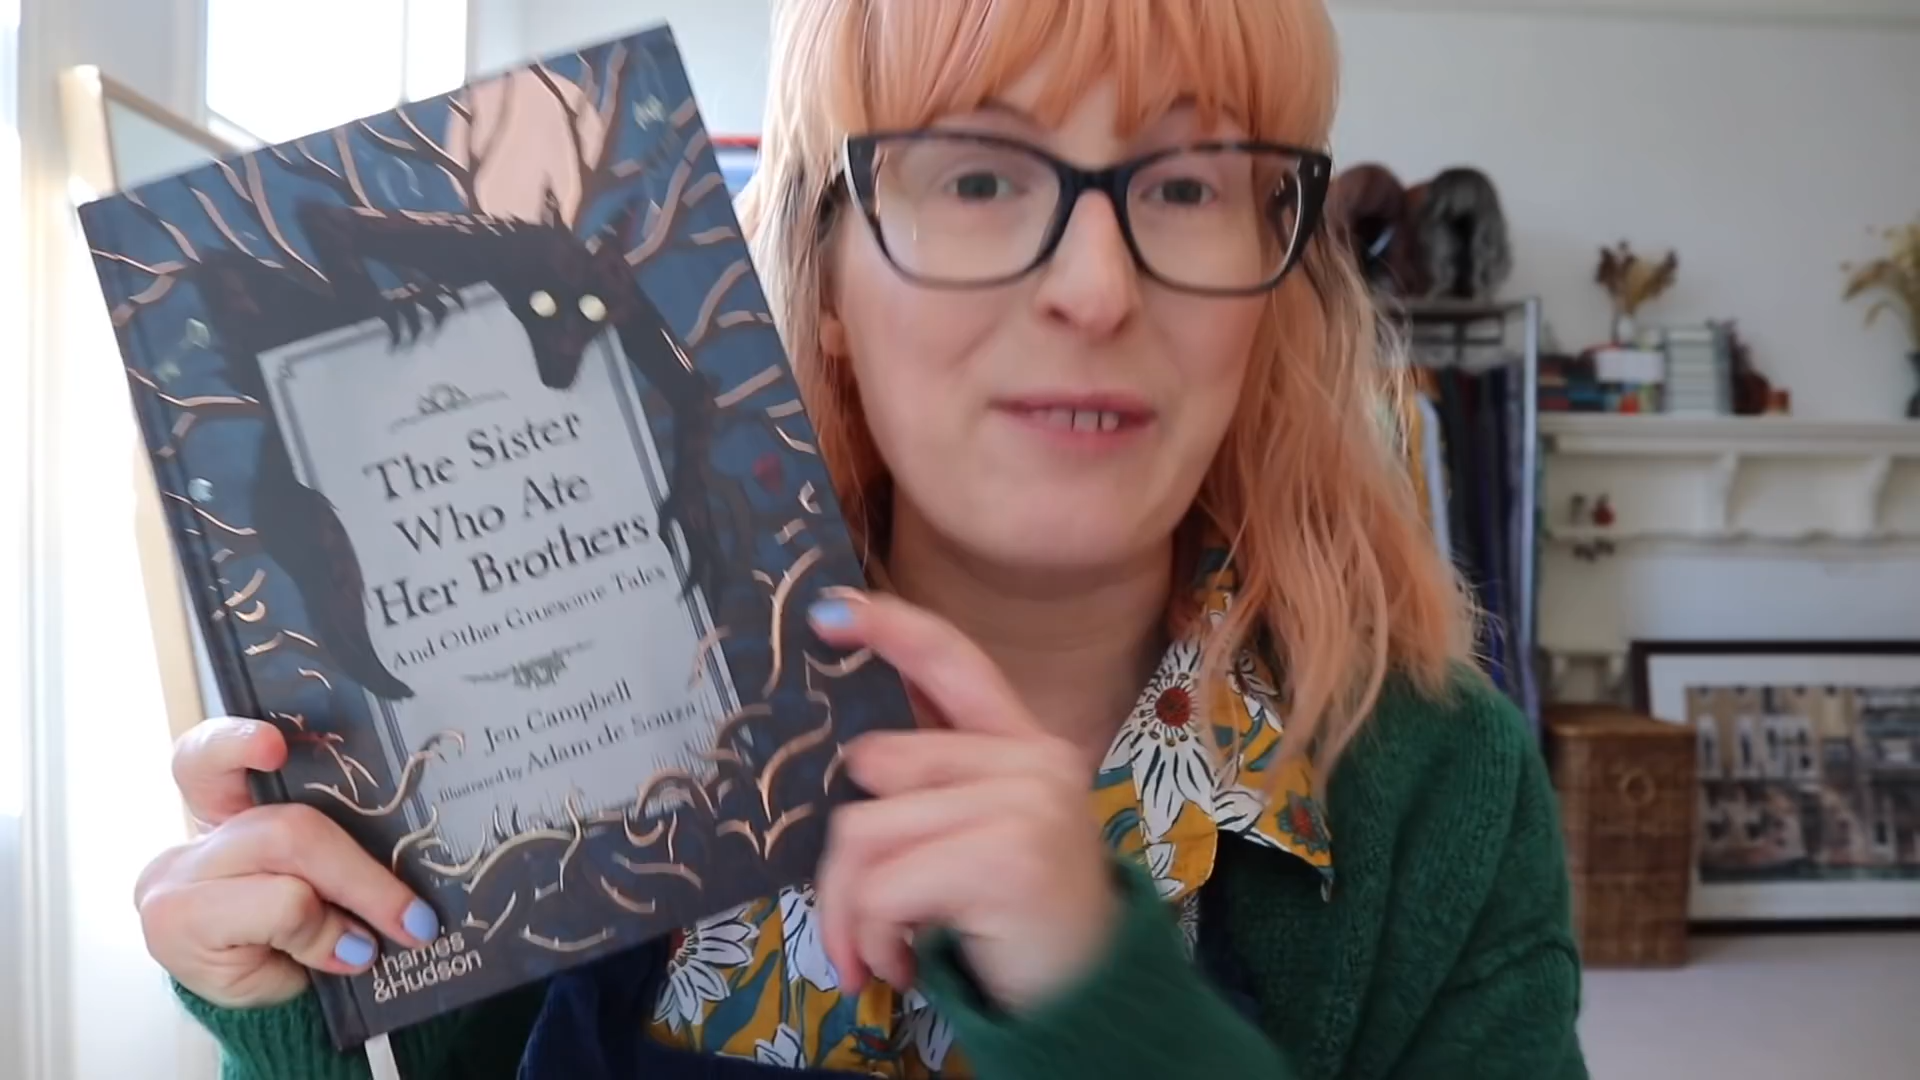 The Sister
Who Ate
Her Brothers
And Other Gruesome Tales
Jen Campbell
Illustrated by Adam de Souza
Thames
&Hudson